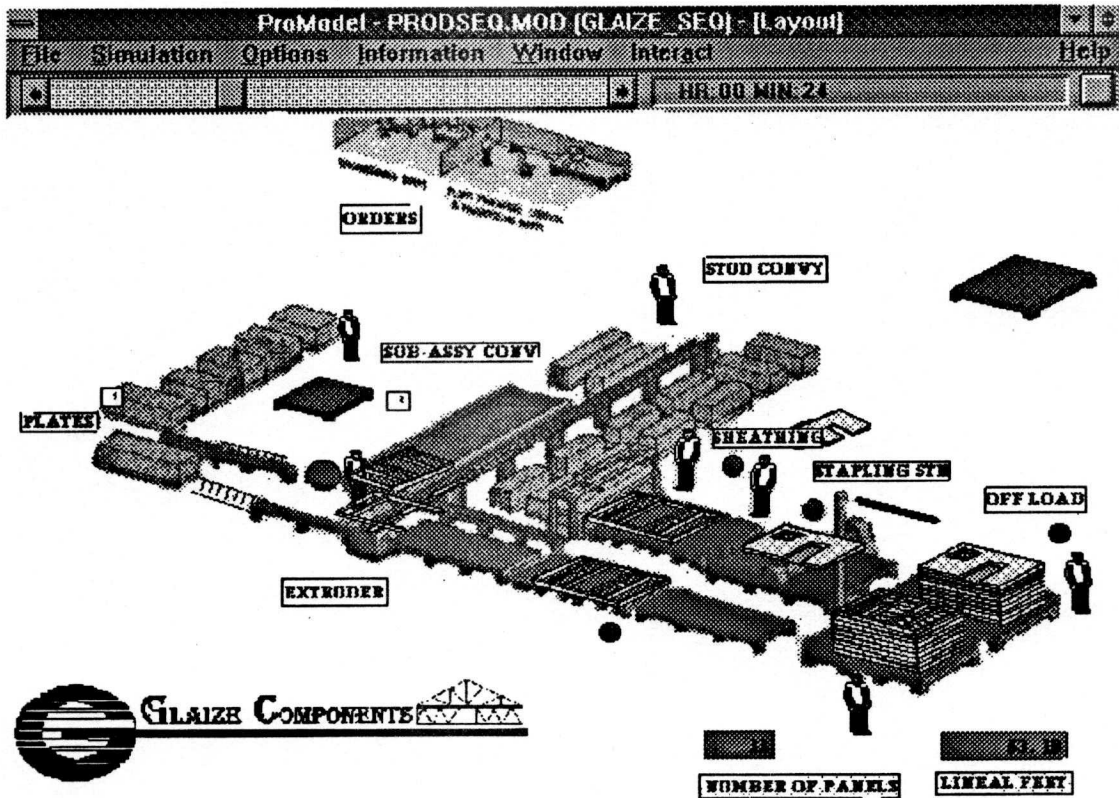 ProModel - PRODSEQ.MOD (GLAIZE_SEQ) - [Layout]
File Simulation Options Information Window Interact Help
HR. 00 MIN. 24
ORDERS
STUD CONVY
SUB-ASSY CONV
PLATES
SHEATHING
STAPLING STN
OFF LOAD
EXTRUDER
GLAIZE COMPONENTS
NUMBER OF PANELS
LINEAL FEET